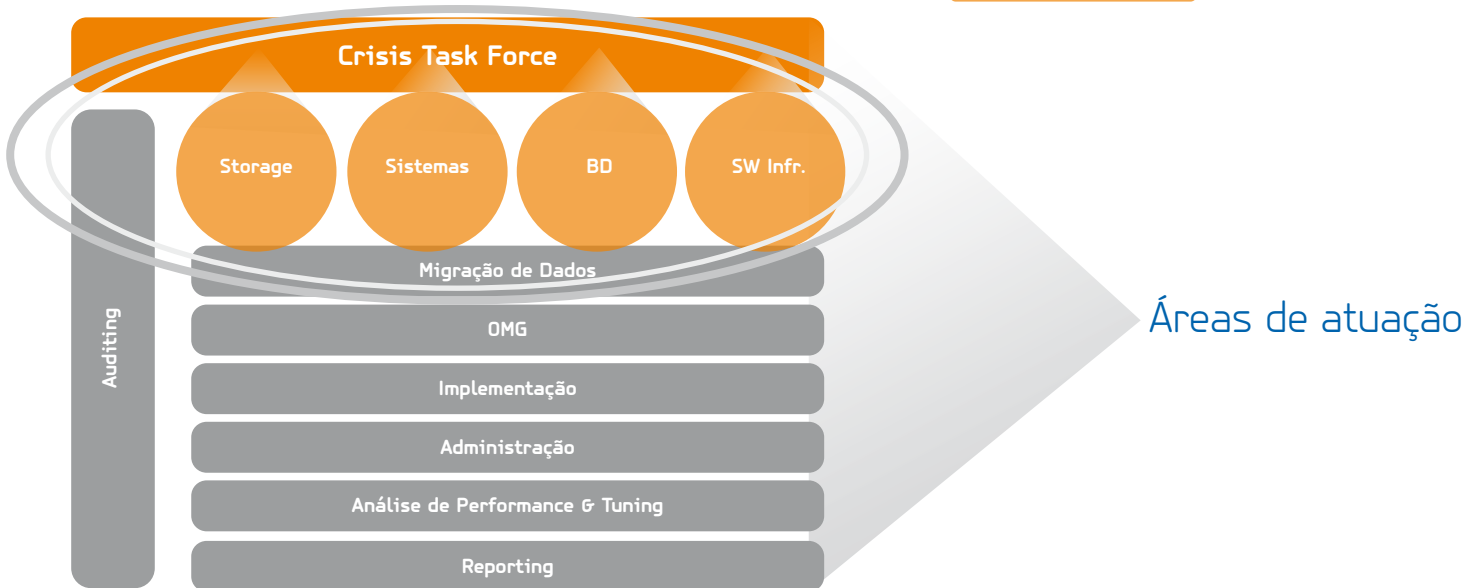 Crisis Task Force
Storage
Sistemas
BD
SW Infr.
Migração de Dados
Auditing
OMG
Implementação
Administração
Análise de Performance & Tuning
Reporting
Áreas de atuação